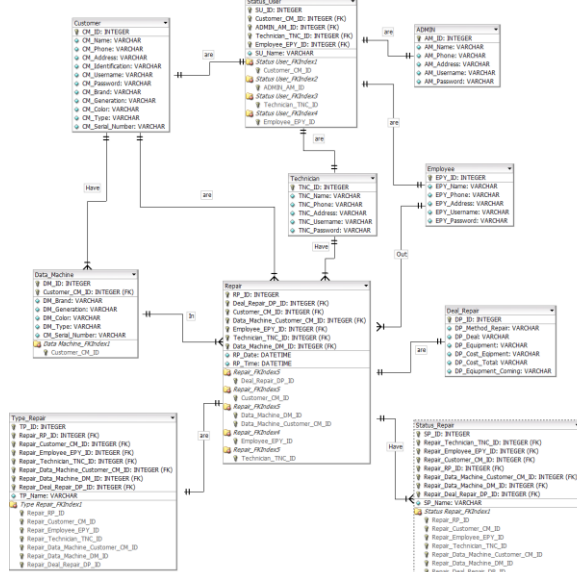 Customer
CM_ID: INTEGER
CM_Name: VARCHAR
CM_Phone: VARCHAR
CM_Address: VARCHAR
CM_Identification: VARCHAR
CM_Username: VARCHAR
CM_Password: VARCHAR
CM_Brand: VARCHAR
CM_Generation: VARCHAR
CM_Color: VARCHAR
CM_Type: VARCHAR
CM_Serial_Number: VARCHAR
are
Status_User
SU_ID: INTEGER
Customer_CM_ID: INTEGER (FK)
ADMIN_AM_ID: INTEGER (FK)
Technician_TNC_ID: INTEGER (FK)
Employee_EPY_ID: INTEGER (FK)
SU_Name: VARCHAR
Status User_FKIndex1
Customer_CM_ID
Status User_FKIndex2
ADMIN_AM_ID
Status User_FKIndex3
Technician_TNC_ID
Status User_FKIndex4
Employee_EPY_ID
are
ADMIN
AM_ID: INTEGER
AM_Name: VARCHAR
AM_Phone: VARCHAR
AM_Address: VARCHAR
AM_Username: VARCHAR
AM_Password: VARCHAR
are
are
Have
are
Technician
TNC_ID: INTEGER
TNC_Name: VARCHAR
TNC_Phone: VARCHAR
TNC_Address: VARCHAR
TNC_Username: VARCHAR
TNC_Password: VARCHAR
Have
Employee
EPY_ID: INTEGER
EPY_Name: VARCHAR
EPY_Phone: VARCHAR
EPY_Address: VARCHAR
EPY_Username: VARCHAR
EPY_Password: VARCHAR
Out
Data_Machine
DM_ID: INTEGER
Customer_CM_ID: INTEGER (FK)
DM_Brand: VARCHAR
DM_Generation: VARCHAR
DM_Color: VARCHAR
DM_Type: VARCHAR
CM_Serial_Number: VARCHAR
Data Machine_FKIndex1
Customer_CM_ID
In
Repair
RP_ID: INTEGER
Deal_Repair_DP_ID: INTEGER (FK)
Customer_CM_ID: INTEGER (FK)
Data_Machine_Customer_CM_ID: INTEGER (FK)
Employee_EPY_ID: INTEGER (FK)
Technician_TNC_ID: INTEGER (FK)
Data_Machine_DM_ID: INTEGER (FK)
RP_Date: DATETIME
RP_Time: DATETIME
Repair_FKIndex5
Deal_Repair_DP_ID
Repair_FKIndex5
Customer_CM_ID
Repair_FKIndex5
Data_Machine_DM_ID
Data_Machine_Customer_CM_ID
Repair_FKIndex4
Employee_EPY_ID
Repair_FKIndex5
Technician_TNC_ID
are
Deal_Repair
DP_ID: INTEGER
DP_Method_Repair: VARCHAR
DP_Deal: VARCHAR
DP_Equipment: VARCHAR
DP_Cost_Eqipment: VARCHAR
DP_Cost_Total: VARCHAR
DP_Equipment_Coming: VARCHAR
Type_Repair
TP_ID: INTEGER
Repair_RP_ID: INTEGER (FK)
Repair_Customer_CM_ID: INTEGER (FK)
Repair_Employee_EPY_ID: INTEGER (FK)
Repair_Technician_TNC_ID: INTEGER (FK)
Repair_Data_Machine_Customer_CM_ID: INTEGER (FK)
Repair_Data_Machine_DM_ID: INTEGER (FK)
Repair_Deal_Repair_DP_ID: INTEGER (FK)
TP_Name: VARCHAR
Type Repair_FKIndex1
Repair_RP_ID
Repair_Customer_CM_ID
Repair_Employee_EPY_ID
Repair_Technician_TNC_ID
Repair_Data_Machine_Customer_CM_ID
Repair_Data_Machine_DM_ID
Repair_Deal_Repair_DP_ID
are
Have
Status_Repair
SP_ID: INTEGER
Repair_Technician_TNC_ID: INTEGER (FK)
Repair_Employee_EPY_ID: INTEGER (FK)
Repair_Customer_CM_ID: INTEGER (FK)
Repair_RP_ID: INTEGER (FK)
Repair_Data_Machine_Customer_CM_ID: INTEGER (FK)
Repair_Data_Machine_DM_ID: INTEGER (FK)
Repair_Deal_Repair_DP_ID: INTEGER (FK)
SP_Name: VARCHAR
Status Repair_FKIndex1
Repair_RP_ID
Repair_Customer_CM_ID
Repair_Employee_EPY_ID
Repair_Technician_TNC_ID
Repair_Data_Machine_Customer_CM_ID
Repair_Data_Machine_DM_ID
Repair_Deal_Repair_DP_ID